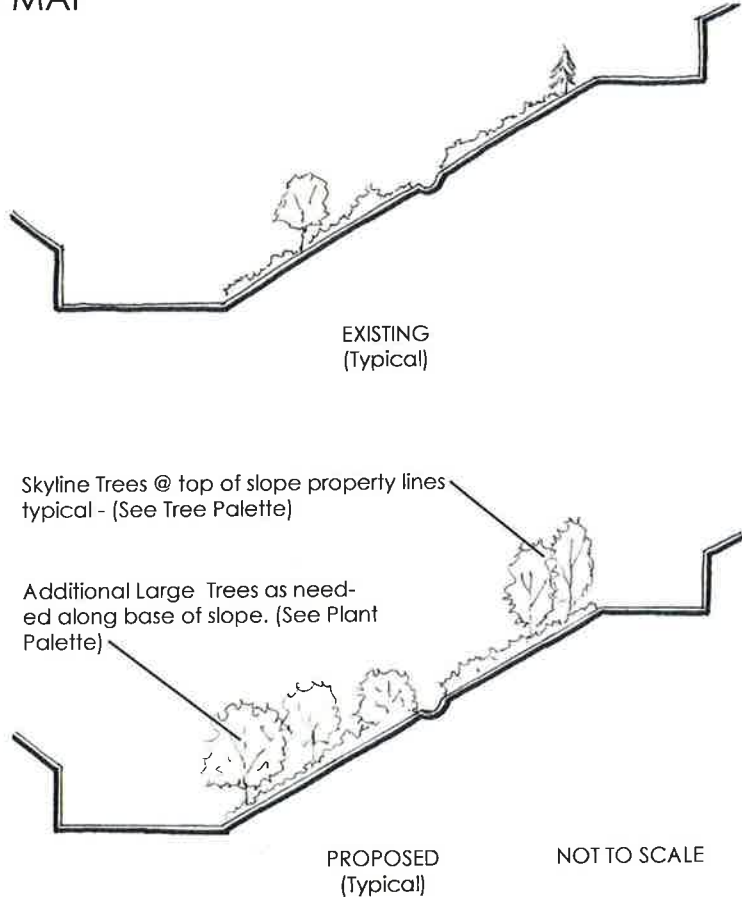 EXISTING
(Typical)
Skyline Trees @ top of slope property lines
typical - (See Tree Palette)
Additional Large Trees as need-
ed along base of slope. (See Plant
Palette)
PROPOSED
(Typical)
NOT TO SCALE